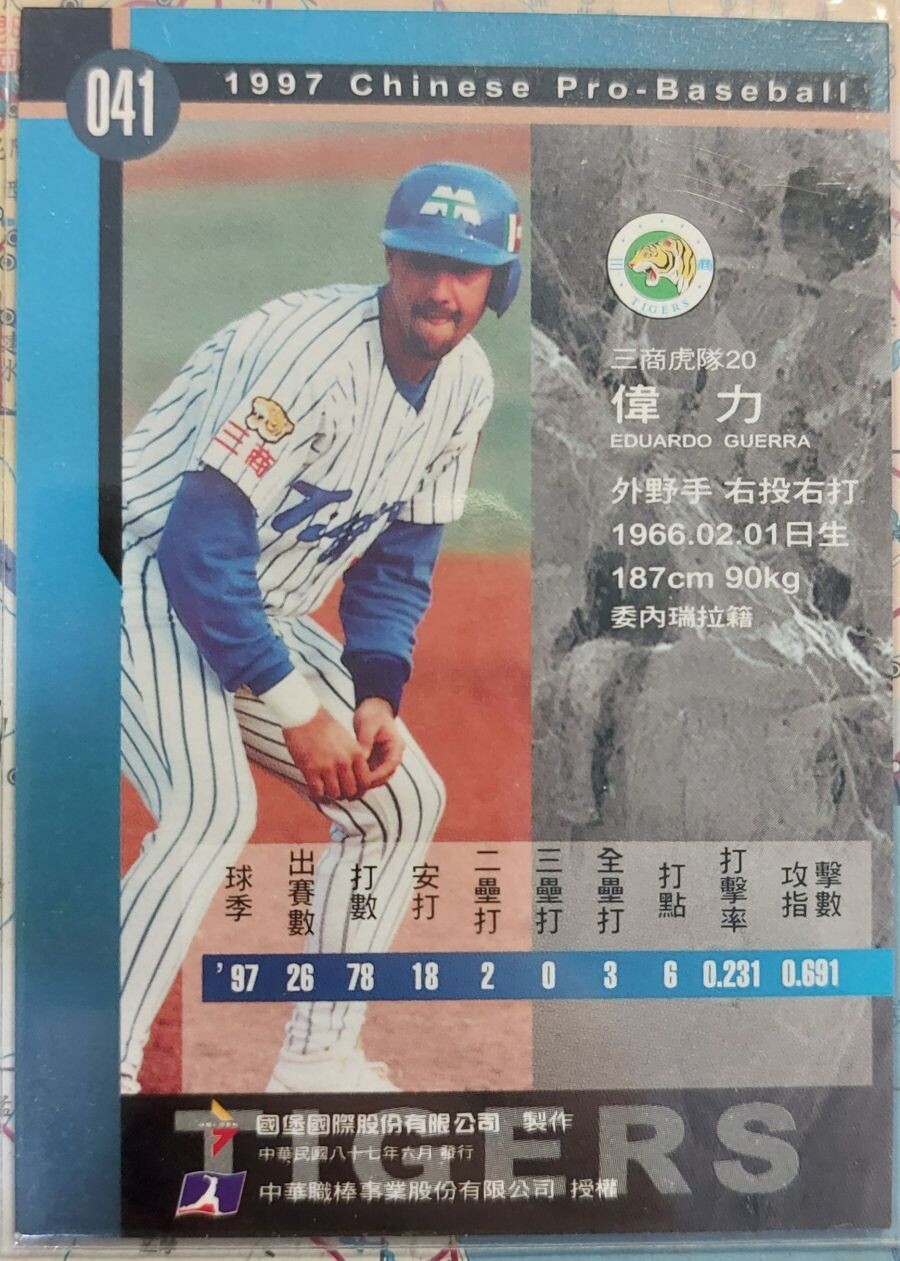 041
1997 Chinese Pro-Baseball
三商
TIGERS
三商虎隊20
偉力
EDUARDO GUERRA
外野手 右投右打
1966.02.01日生
187cm 90kg
委內瑞拉籍
三商
Tigers
球季 出賽數 打數 安打 二壘打 三壘打 全壘打 打點 打擊率 攻擊指數
'97 26 78 18 2 0 3 6 0.231 0.691
TIGERS
國堡國際股份有限公司 製作
中華民國八十七年六月 發行
中華職棒事業股份有限公司 授權